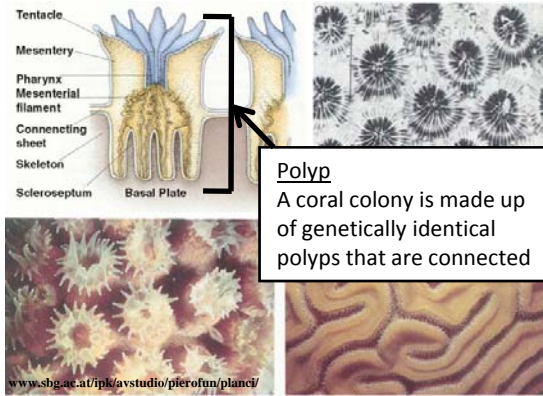 Tentacle
Mesentery
Pharynx
Mesenterial
filament
Connencting
sheet
Skeleton
Scleroseptum
Basal Plate
Polyp
A coral colony is made up
of genetically identical
polyps that are connected
www.sbg.ac.at/ipk/avstudio/pierofun/planci/